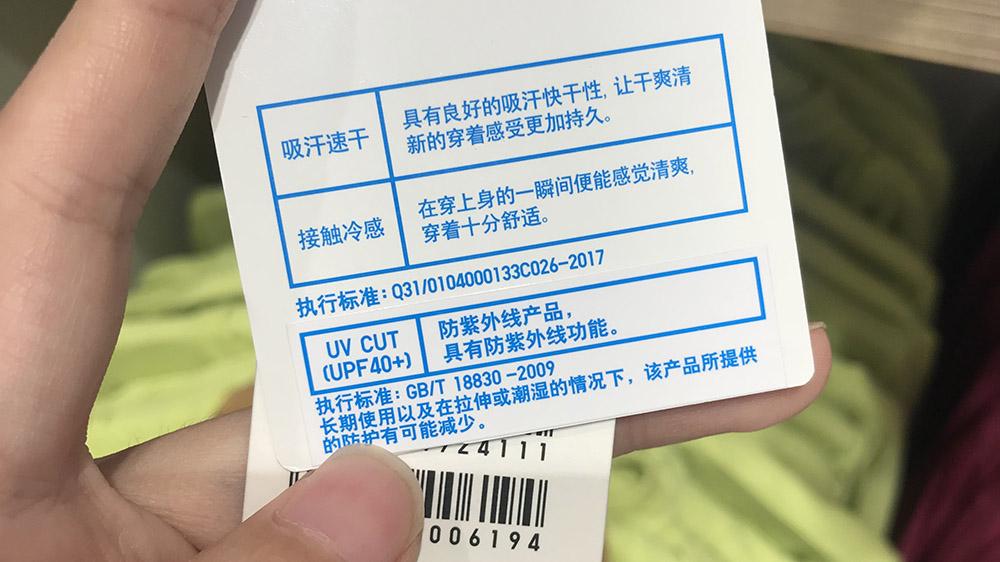 吸汗速干
具有良好的吸汗快干性, 让干爽清
新的穿着感受更加持久。
接触冷感
在穿上身的一瞬间便能感觉清爽,
穿着十分舒适。
执行标准: Q31/0104000133C026-2017
UV CUT
(UPF40+)
防紫外线产品,
具有防紫外线功能。
执行标准: GB/T 18830-2009
长期使用以及在拉伸或潮湿的情况下, 该产品所提供
的防护有可能减少。
24111
006194